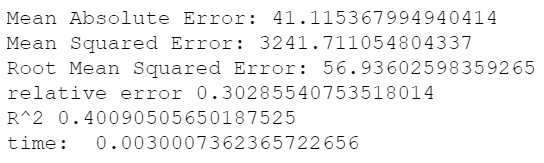 Mean Absolute Error: 41.115367994940414
Mean Squared Error: 3241.711054804337
Root Mean Squared Error: 56.93602598359265
relative error 0.30285540753518014
R^2 0.40090505650187525
time:  0.0030007362365722656